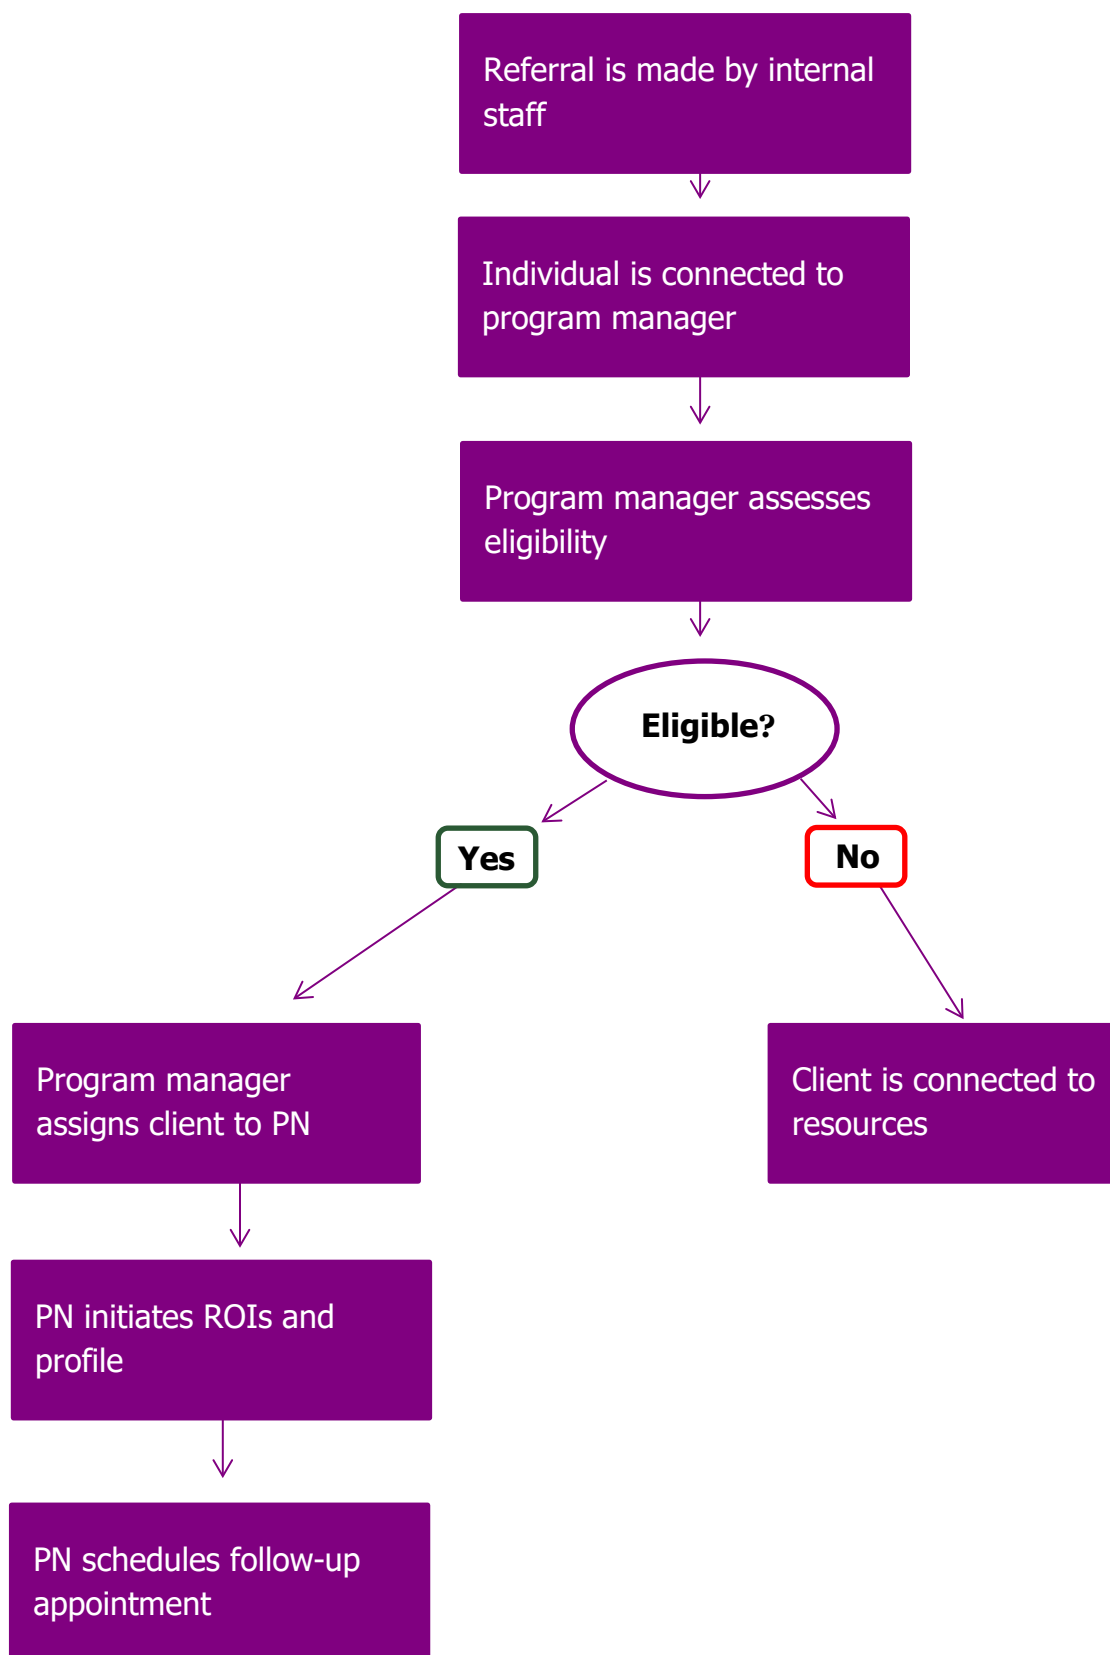 Referral is made by internal
staff
Individual is connected to
program manager
Program manager assesses
eligibility
Eligible?
Yes
No
Program manager
assigns client to PN
Client is connected to
resources
PN initiates ROIs and
profile
PN schedules follow-up
appointment